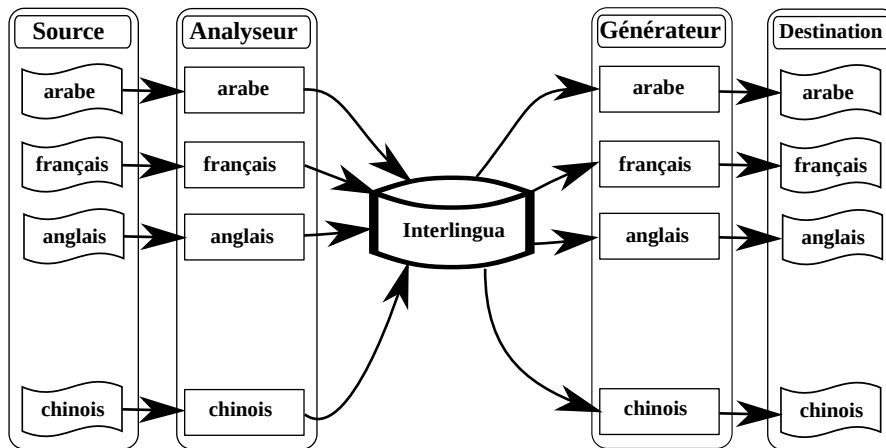 Source
Analyseur
Générateur
Destination
arabe
arabe
arabe
arabe
français
français
français
français
Interlingua
anglais
anglais
anglais
anglais
chinois
chinois
chinois
chinois